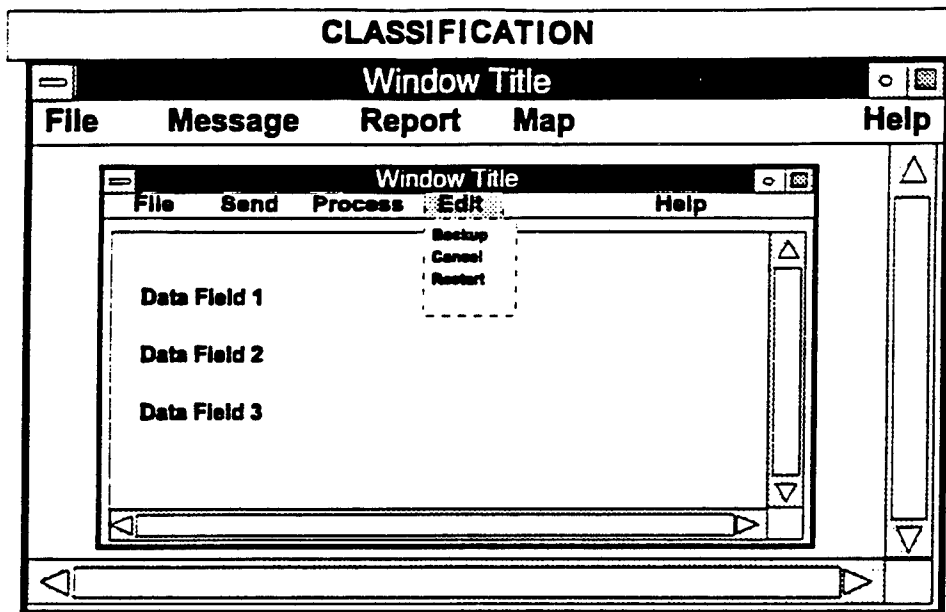 CLASSIFICATION
Window Title
File Message Report Map Help
Window Title
File Send Process Edit Help
Backup
Cancel
Restart
Data Field 1
Data Field 2
Data Field 3